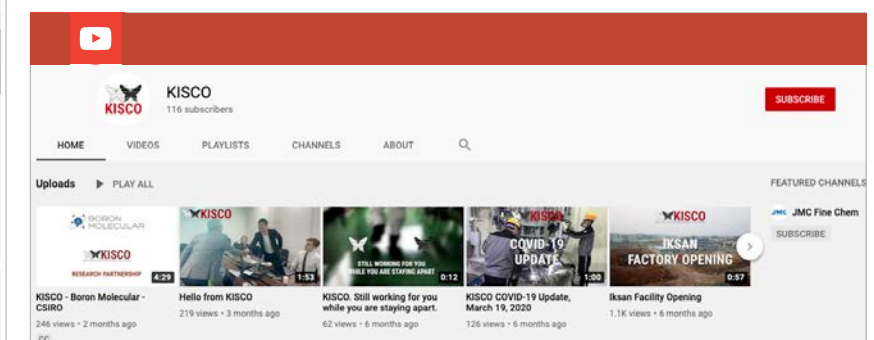 KISCO
KISCO
116 subscribers
SUBSCRIBE
HOME
VIDEOS
PLAYLISTS
CHANNELS
ABOUT
Uploads
PLAY ALL
FEATURED CHANNELS
BORON
MOLECULAR
KISCO
RESEARCH PARTNERSHIP
4:29
KISCO
1:53
STILL WORKING FOR YOU
WHILE YOU ARE STAYING APART
0:12
KISCO
COVID-19
UPDATE
1:00
KISCO
IKSAN
FACTORY OPENING
0:57
JMC JMC Fine Chem
SUBSCRIBE
KISCO - Boron Molecular -
CSIRO
246 views • 2 months ago
CC
Hello from KISCO
219 views • 3 months ago
KISCO. Still working for you
while you are staying apart.
62 views • 6 months ago
KISCO COVID-19 Update,
March 19, 2020
126 views • 6 months ago
Iksan Facility Opening
1.1K views • 6 months ago